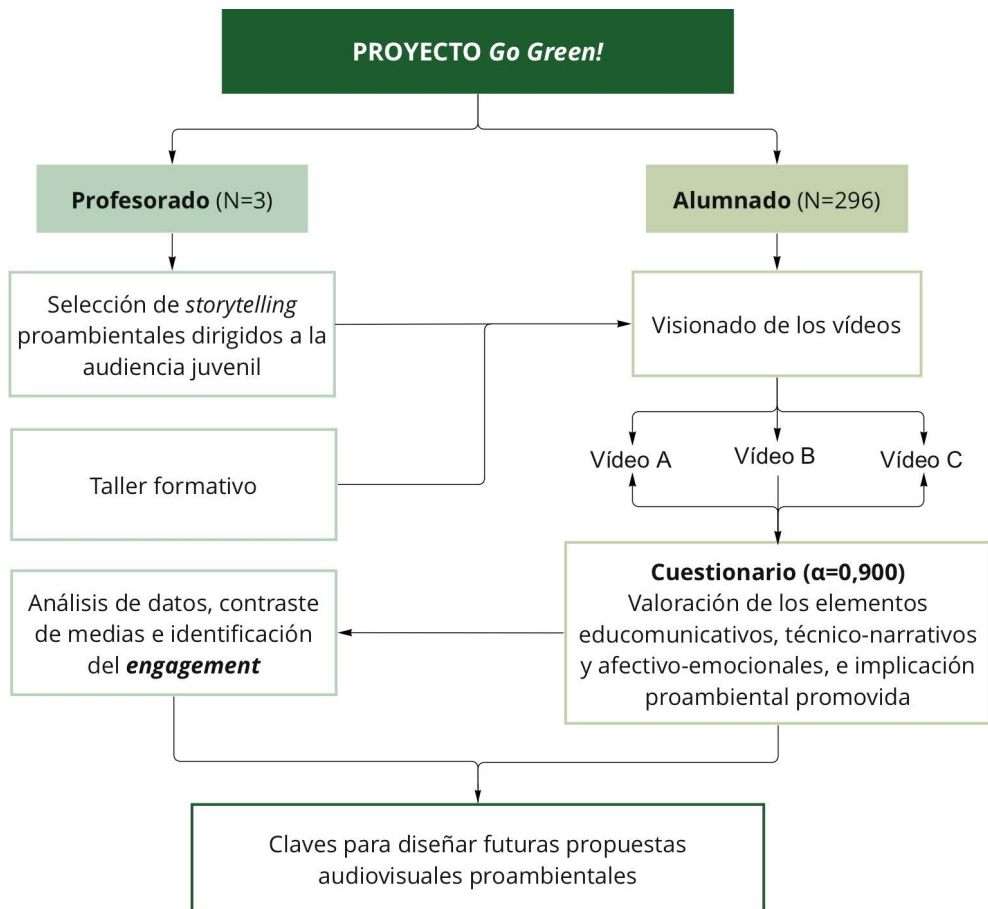 PROYECTO Go Green!
Profesorado (N=3)
Alumnado (N=296)
Selección de storytelling
proambientales dirigidos a la
audiencia juvenil
Visionado de los vídeos
Taller formativo
Vídeo A
Vídeo B
Vídeo C
Análisis de datos, contraste
de medias e identificación
del engagement
Cuestionario (α=0,900)
Valoración de los elementos
educomunicativos, técnico-narrativos
y afectivo-emocionales, e implicación
proambiental promovida
Claves para diseñar futuras propuestas
audiovisuales proambientales